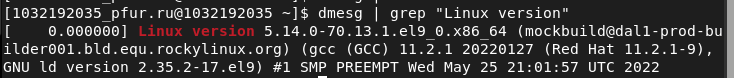 [1032192035_pfur.ru@1032192035 ~]$ dmesg | grep "Linux version"
[    0.000000] Linux version 5.14.0-70.13.1.el9_0.x86_64 (mockbuild@dal1-prod-bu
ilder001.bld.equ.rockylinux.org) (gcc (GCC) 11.2.1 20220127 (Red Hat 11.2.1-9),
GNU ld version 2.35.2-17.el9) #1 SMP PREEMPT Wed May 25 21:01:57 UTC 2022